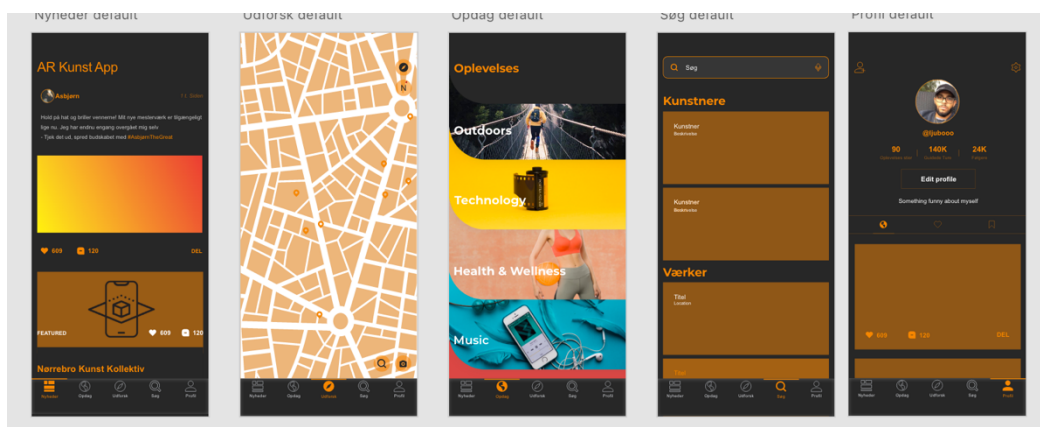 Nyheder default
Udforsk default
Opdag default
Søg default
Profil default
AR Kunst App
Asbjørn
Hold på hat og briller vennerne! Mit nye mesterværk er tilgængeligt
lige nu. Jeg har endnu engang overgået mig selv
- Tjek det ud, spred budskabet med #AsbjørnTheGreat
609
120
DEL
FEATURED
609
120
Nørrebro Kunst Kollektiv
Nyheder
Opdag
Udforsk
Søg
Profil
N
Nyheder
Opdag
Udforsk
Søg
Profil
Oplevelses
Outdoors
Technology
Health & Wellness
Music
Nyheder
Opdag
Udforsk
Søg
Profil
Søg
Kunstnere
Kunstner
Beskrivelse
Kunstner
Beskrivelse
Værker
Titel
Location
Titel
Nyheder
Opdag
Udforsk
Søg
Profil
@ljubooo
90
140K
24K
Følgere
Edit profile
Something funny about myself
609
120
DEL
Nyheder
Opdag
Udforsk
Søg
Profil